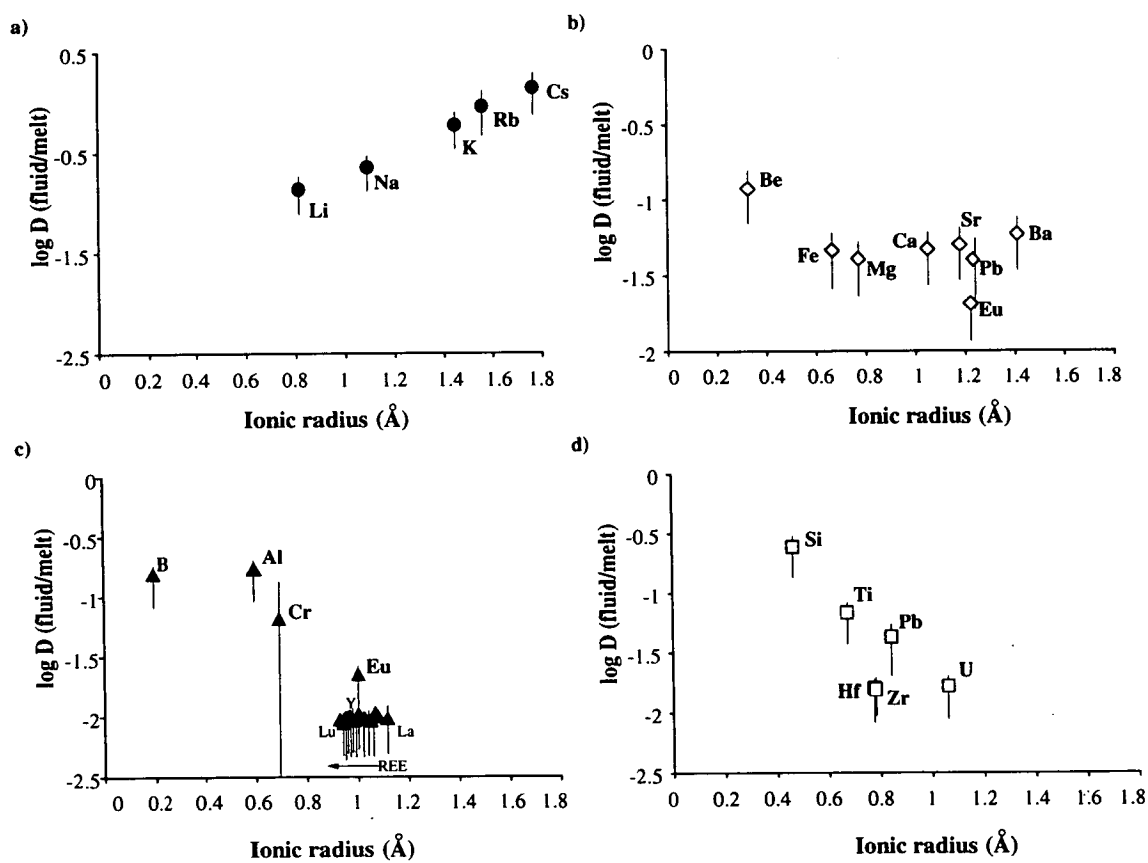 a)
0.5
-0.5
-1.5
-2.5
log D (fluid/melt)
Li
Na
K
Rb
Cs
0 0.2 0.4 0.6 0.8 1 1.2 1.4 1.6 1.8
Ionic radius (Å)
b)
0
-0.5
-1
-1.5
-2
log D (fluid/melt)
Be
Fe
Mg
Ca
Sr
Pb
Eu
Ba
0 0.2 0.4 0.6 0.8 1 1.2 1.4 1.6 1.8
Ionic radius (Å)
c)
0
-0.5
-1
-1.5
-2
-2.5
log D (fluid/melt)
B
Al
Cr
Eu
Y
Lu
La
REE
0 0.2 0.4 0.6 0.8 1 1.2 1.4 1.6 1.8
Ionic radius (Å)
d)
0
-0.5
-1
-1.5
-2
-2.5
log D (fluid/melt)
Si
Ti
Pb
Hf
Zr
U
0 0.2 0.4 0.6 0.8 1 1.2 1.4 1.6 1.8
Ionic radius (Å)